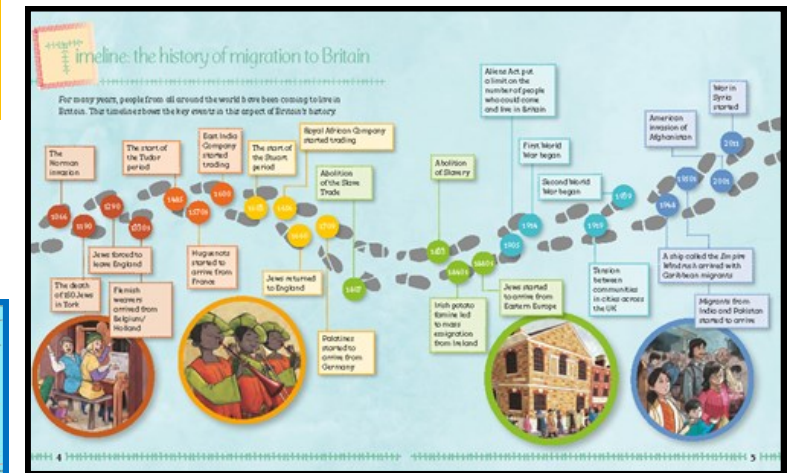 Timeline: the history of migration to Britain
For many years, people from all around the world have been coming to live in
Britain. This timeline shows the key events in this aspect of Britain's history.
The
Norman
invasion
1066
The death
of 150 Jews
in York
1190
Jews forced to
leave England
1290
Flemish
weavers
arrived from
Belgium/
Holland
1330s
The start of
the Tudor
period
1485
Huguenots
started to
arrive from
France
1570s
East India
Company
started
trading
1600
The start of
the Stuart
period
1603
Jews returned
to England
Royal African Company
started trading
Palatines
started to
arrive from
Germany
1709
Abolition
of the Slave
Trade
1807
Abolition
of Slavery
1833
Irish potato
famine led
to mass
emigration
from Ireland
1840s
Jews started
to arrive from
Eastern Europe
1880s
Aliens Act put
a limit on the
number of people
who could come
and live in Britain
1905
First World
War began
1914
Tension
between
communities
in cities across
the UK
1919
Second World
War began
1939
A ship called the Empire
Windrush arrived with
Caribbean migrants
1948
Migrants from
India and Pakistan
started to arrive
1950s
American
invasion of
Afghanistan
2001
War in
Syria
started
2011
4
5